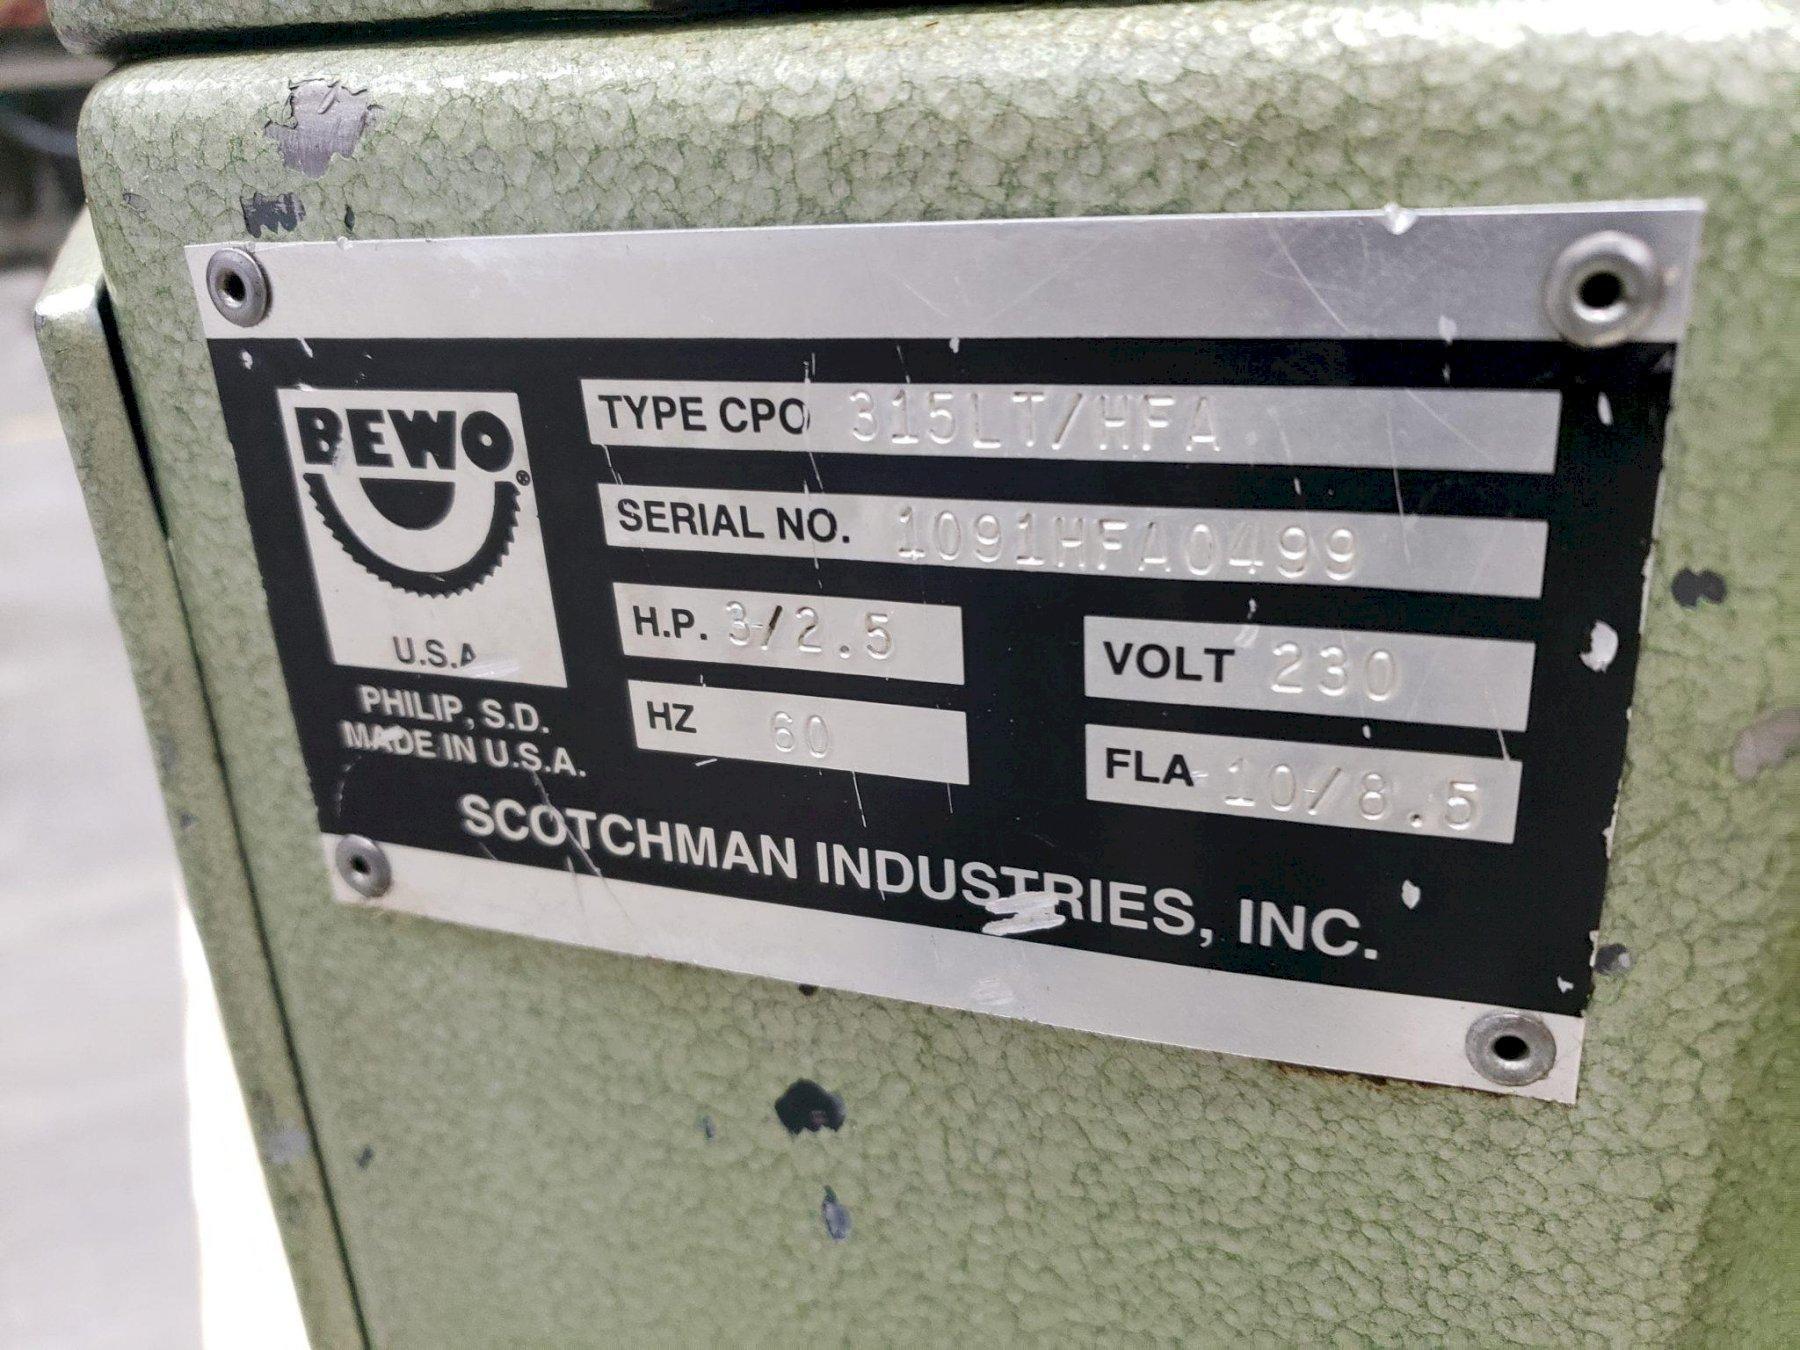 BEWO®
U.S.A
PHILIP, S.D.
MADE IN U.S.A.
TYPE CPO 315LT/HFA
SERIAL NO. 1091HFA0499
H.P. 3/2.5
VOLT 230
HZ 60
FLA 10/8.5
SCOTCHMAN INDUSTRIES, INC.